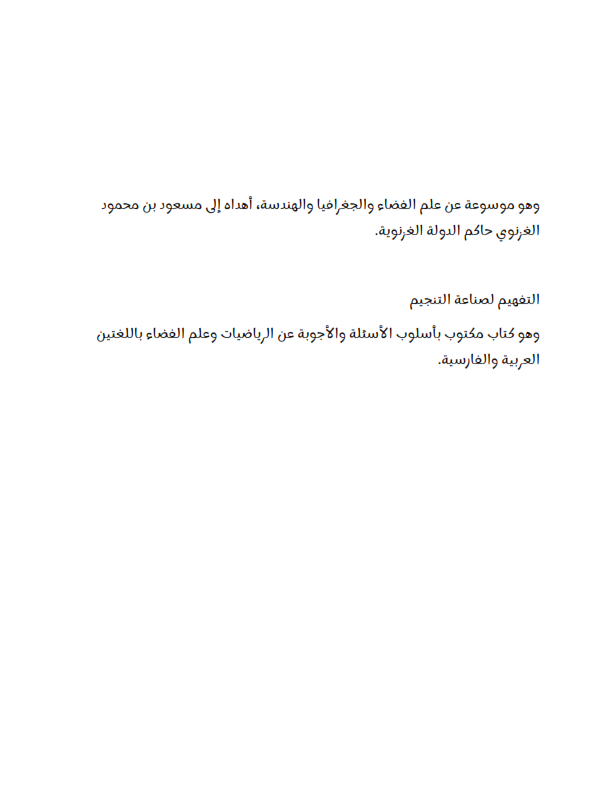 وهو موسوعة عن علم الفضاء والجغرافيا والهندسة، أهداه إلى مسعود بن محمود
الغزنوي حاكم الدولة الغزنوية.
التفهيم لصناعة التنجيم
وهو كتاب مكتوب بأسلوب الأسئلة والأجوبة عن الرياضيات وعلم الفضاء باللغتين
العربية والفارسية.